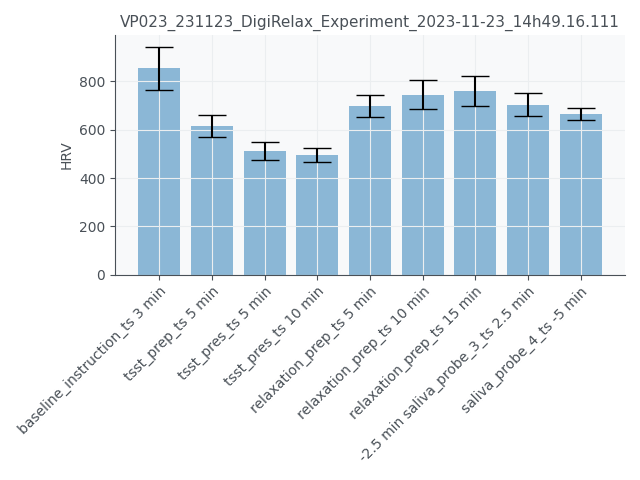 VP023_231123_DigiRelax_Experiment_2023-11-23_14h49.16.111
HRV
800
600
400
200
0
baseline_instruction_ts 3 min
tsst_prep_ts 5 min
tsst_pres_ts 5 min
tsst_pres_ts 10 min
relaxation_prep_ts 5 min
relaxation_prep_ts 10 min
relaxation_prep_ts 15 min
-2.5 min saliva_probe_3_ts 2.5 min
saliva_probe_4_ts -5 min